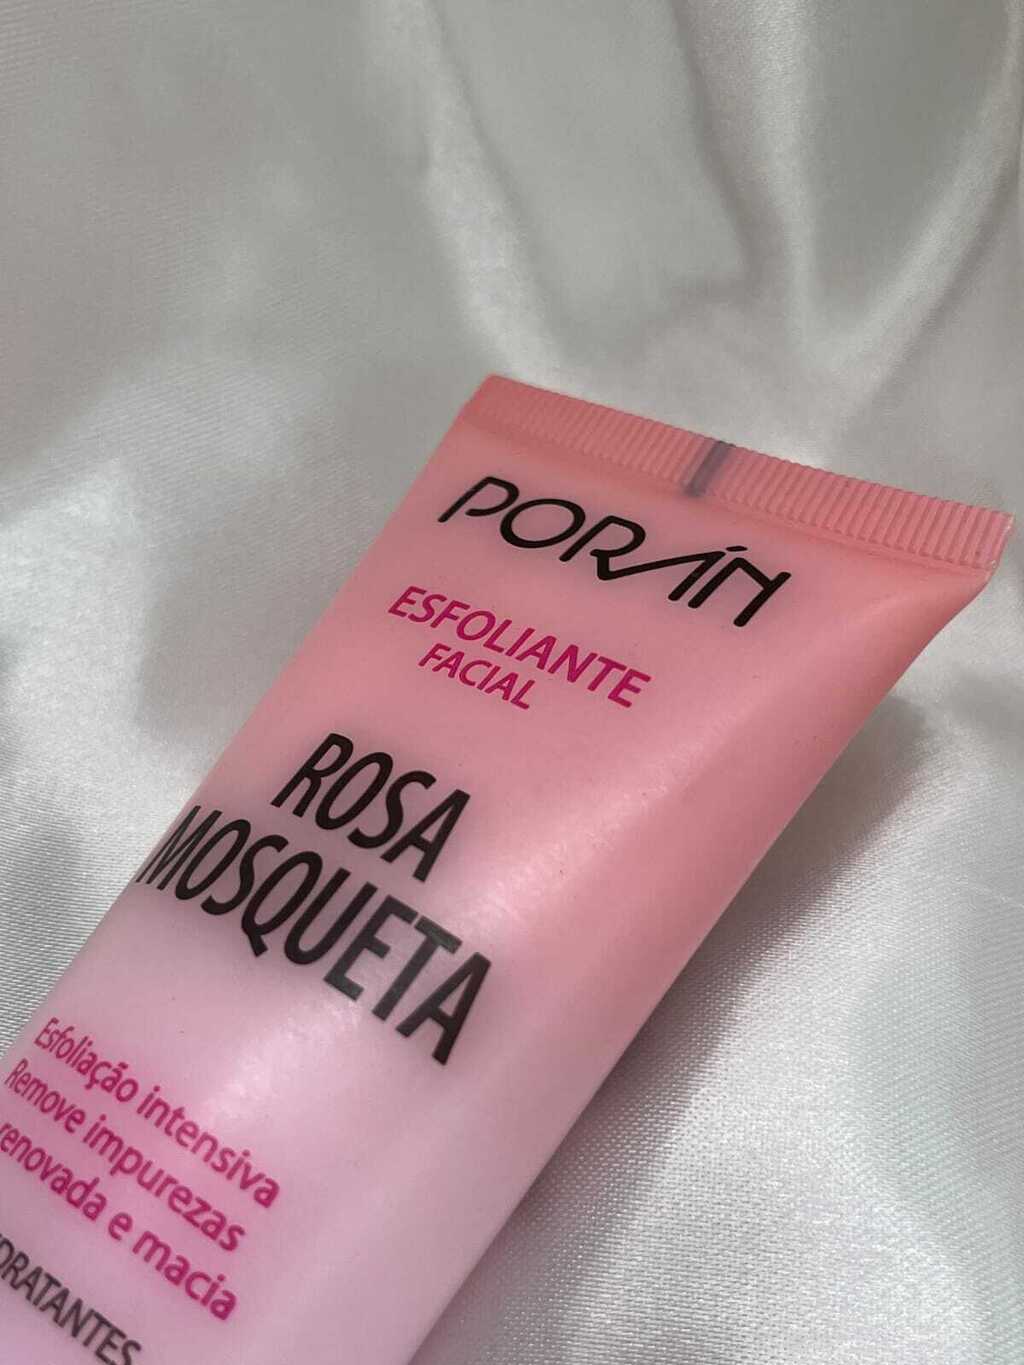 PORÁN
ESFOLIANTE
FACIAL
ROSA
MOSQUETA
Esfoliação intensiva
Remove impurezas
renovada e macia